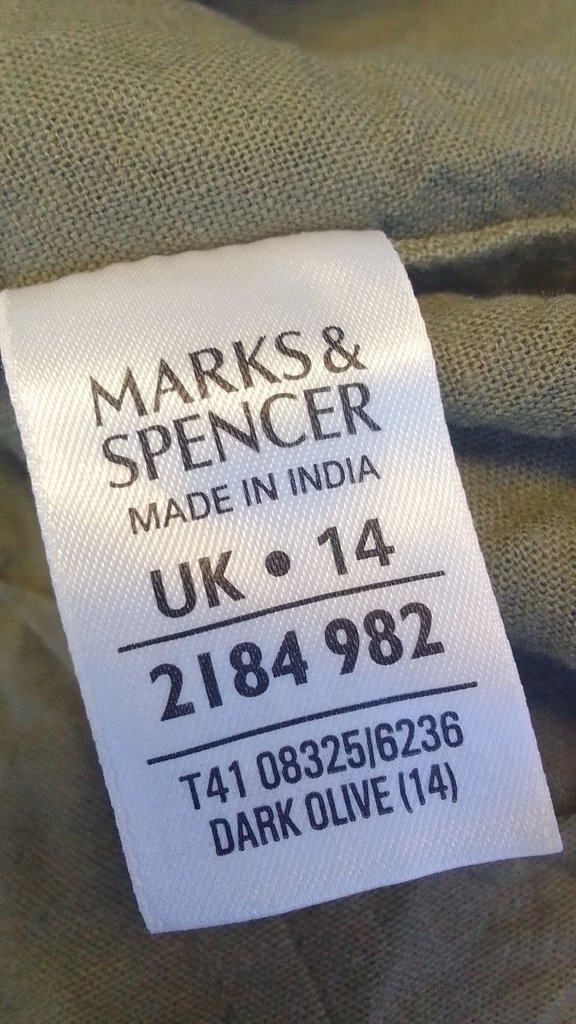 MARKS &
SPENCER
MADE IN INDIA
UK • 14
2184 982
T41 08325/6236
DARK OLIVE (14)